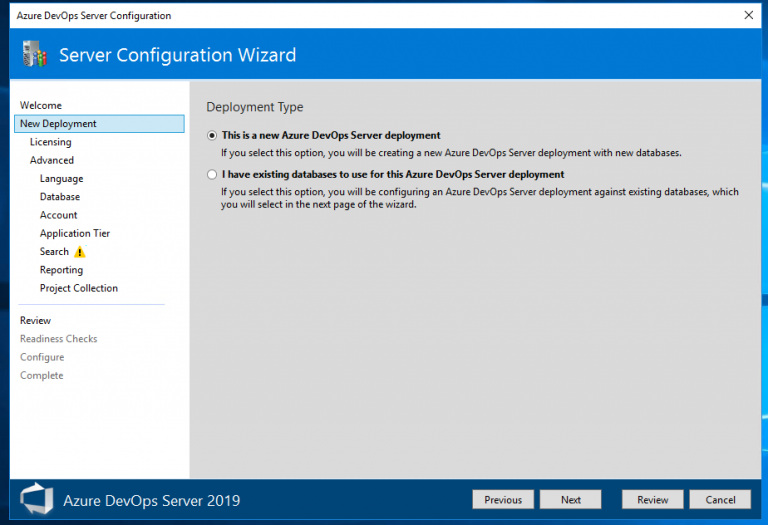 Azure DevOps Server Configuration
Server Configuration Wizard
Welcome
New Deployment
Licensing
Advanced
Language
Database
Account
Application Tier
Search
Reporting
Project Collection
Review
Readiness Checks
Configure
Complete
Deployment Type
This is a new Azure DevOps Server deployment
If you select this option, you will be creating a new Azure DevOps Server deployment with new databases.
I have existing databases to use for this Azure DevOps Server deployment
If you select this option, you will be configuring an Azure DevOps Server deployment against existing databases, which
you will select in the next page of the wizard.
Azure DevOps Server 2019
Previous
Next
Review
Cancel